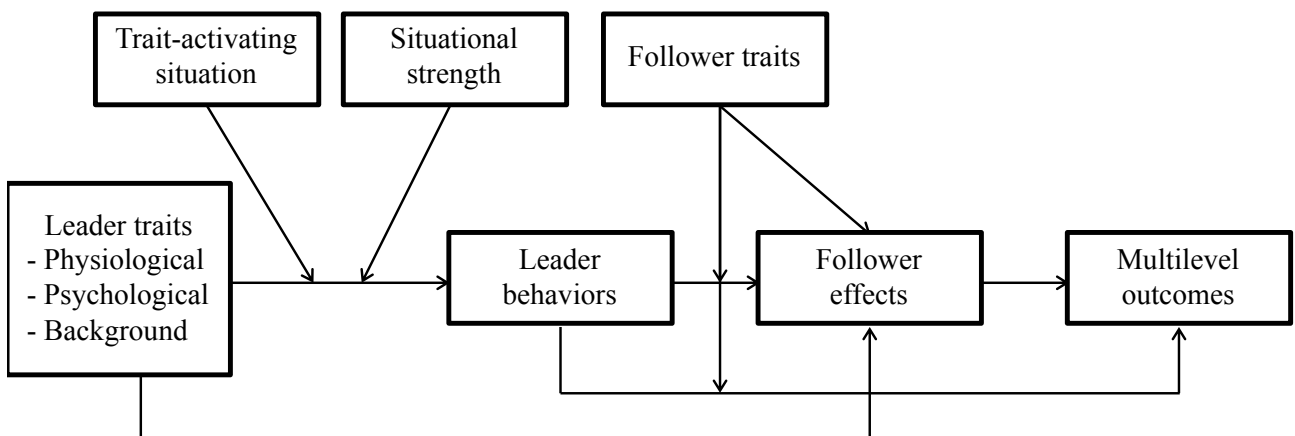 Trait-activating
situation
Situational
strength
Follower traits
Leader traits
- Physiological
- Psychological
- Background
Leader
behaviors
Follower
effects
Multilevel
outcomes